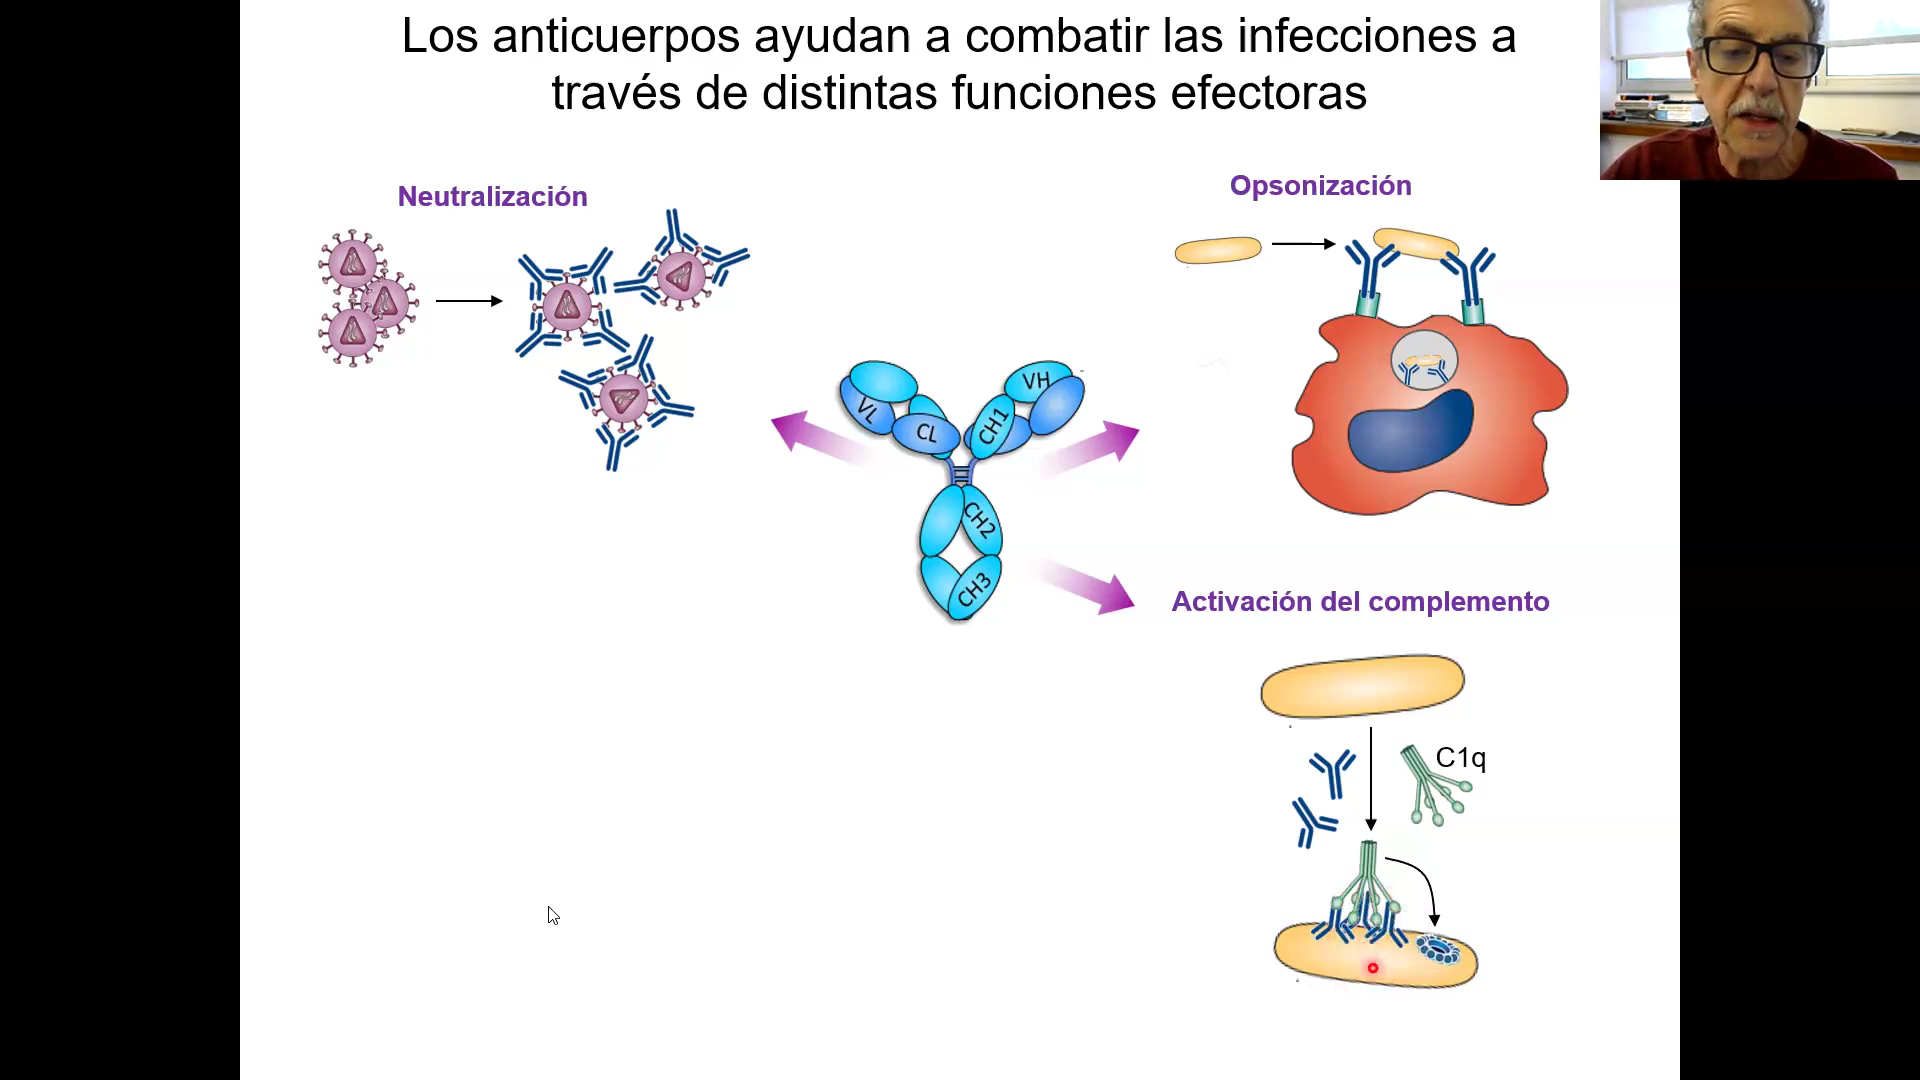 Los anticuerpos ayudan a combatir las infecciones a
través de distintas funciones efectoras
Neutralización
Opsonización
VL
CL
CH1
VH
CH2
CH3
Activación del complemento
C1q